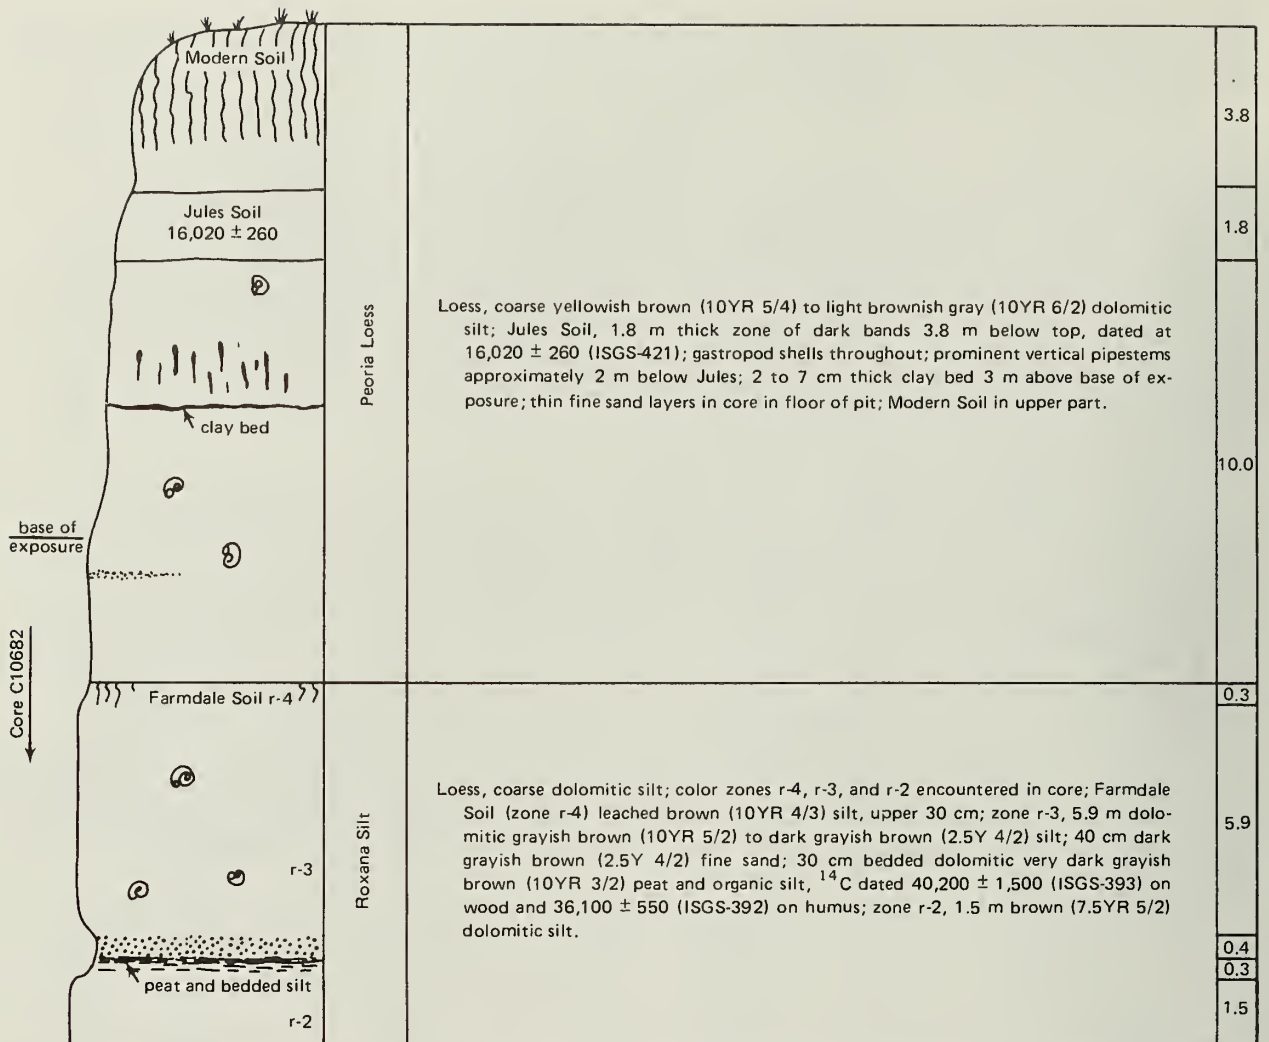 Modern Soil
3.8
Jules Soil
16,020 ± 260
1.8
Peoria Loess
Loess, coarse yellowish brown (10YR 5/4) to light brownish gray (10YR 6/2) dolomitic
silt; Jules Soil, 1.8 m thick zone of dark bands 3.8 m below top, dated at
16,020 ± 260 (ISGS-421); gastropod shells throughout; prominent vertical pipestems
approximately 2 m below Jules; 2 to 7 cm thick clay bed 3 m above base of ex-
posure; thin fine sand layers in core in floor of pit; Modern Soil in upper part.
clay bed
10.0
base of
exposure
Core C10682
Farmdale Soil r-4
0.3
Roxana Silt
Loess, coarse dolomitic silt; color zones r-4, r-3, and r-2 encountered in core; Farmdale
Soil (zone r-4) leached brown (10YR 4/3) silt, upper 30 cm; zone r-3, 5.9 m dolo-
mitic grayish brown (10YR 5/2) to dark grayish brown (2.5Y 4/2) silt; 40 cm dark
grayish brown (2.5Y 4/2) fine sand; 30 cm bedded dolomitic very dark grayish
brown (10YR 3/2) peat and organic silt, ¹⁴C dated 40,200 ± 1,500 (ISGS-393) on
wood and 36,100 ± 550 (ISGS-392) on humus; zone r-2, 1.5 m brown (7.5YR 5/2)
dolomitic silt.
5.9
r-3
0.4
0.3
peat and bedded silt
1.5
r-2